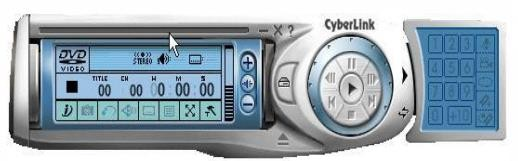 CyberLink
DVD
VIDEO
STEREO
TITLE CH H M S
00 00 0:00:00
1 2 3
4 5 6
7 8 9
0 +10